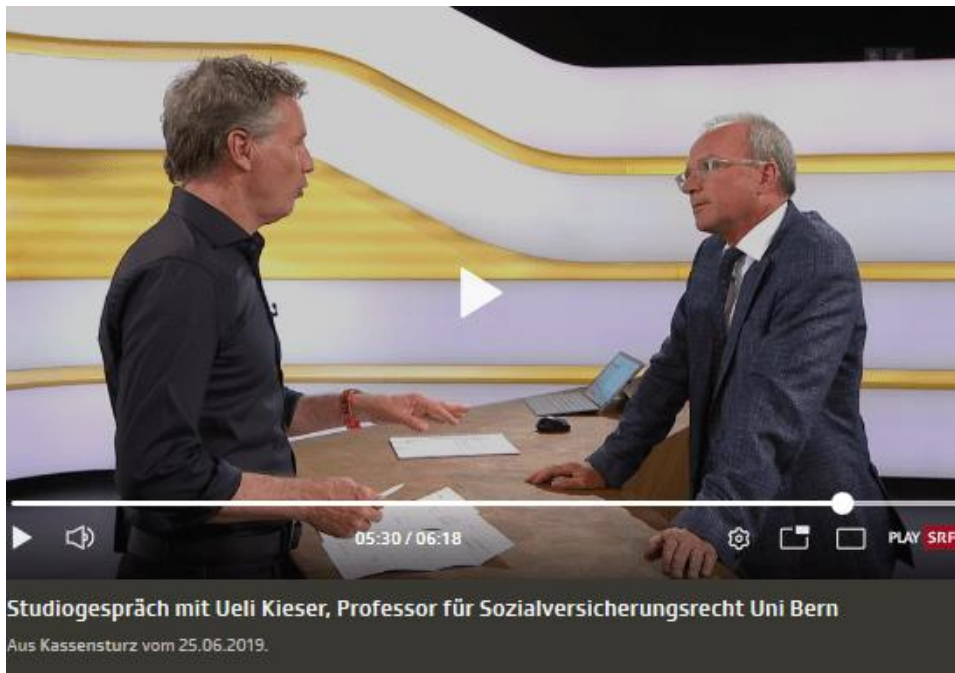 05:30 / 06:18
PLAY SRF
Studiogespräch mit Ueli Kieser, Professor für Sozialversicherungsrecht Uni Bern
Aus Kassensturz vom 25.06.2019.